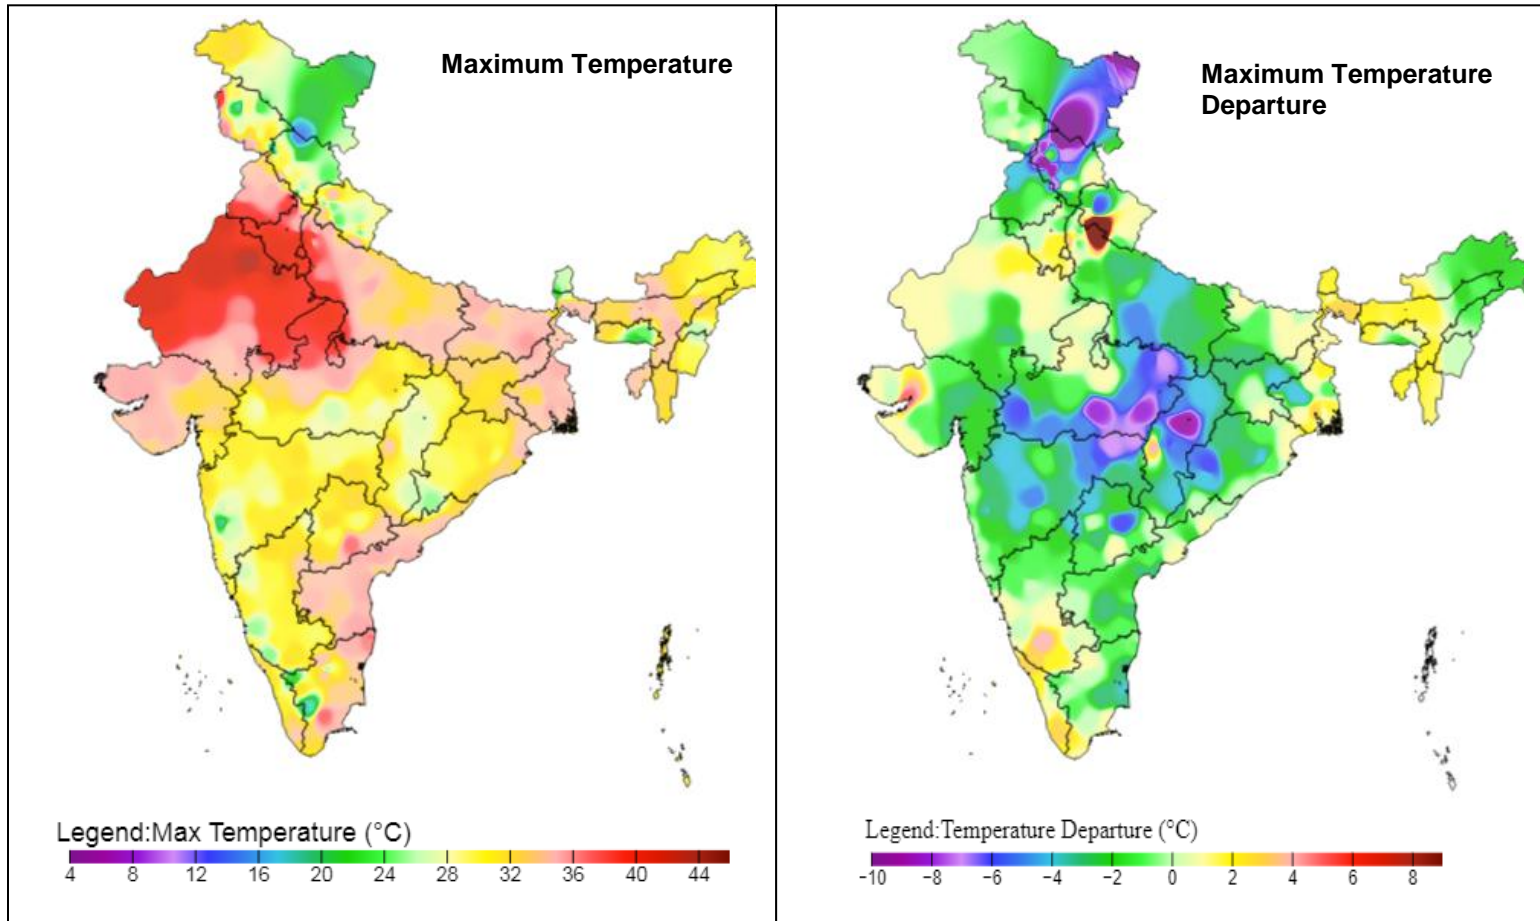 Maximum Temperature
Legend:Max Temperature (°C)
4 8 12 16 20 24 28 32 36 40 44
Maximum Temperature
Departure
Legend:Temperature Departure (°C)
−10 −8 −6 −4 −2 0 2 4 6 8